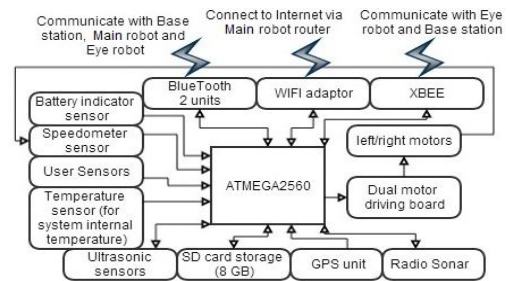 Communicate with Base
station, Main robot and
Eye robot
Connect to Internet via
Main robot router
Communicate with Eye
robot and Base station
BlueTooth
2 units
WIFI adaptor
XBEE
Battery indicator
sensor
Speedometer
sensor
User Sensors
Temperature
sensor (for
system internal
temperature)
ATMEGA2560
left/right motors
Dual motor
driving board
Ultrasonic
sensors
SD card storage
(8 GB)
GPS unit
Radio Sonar